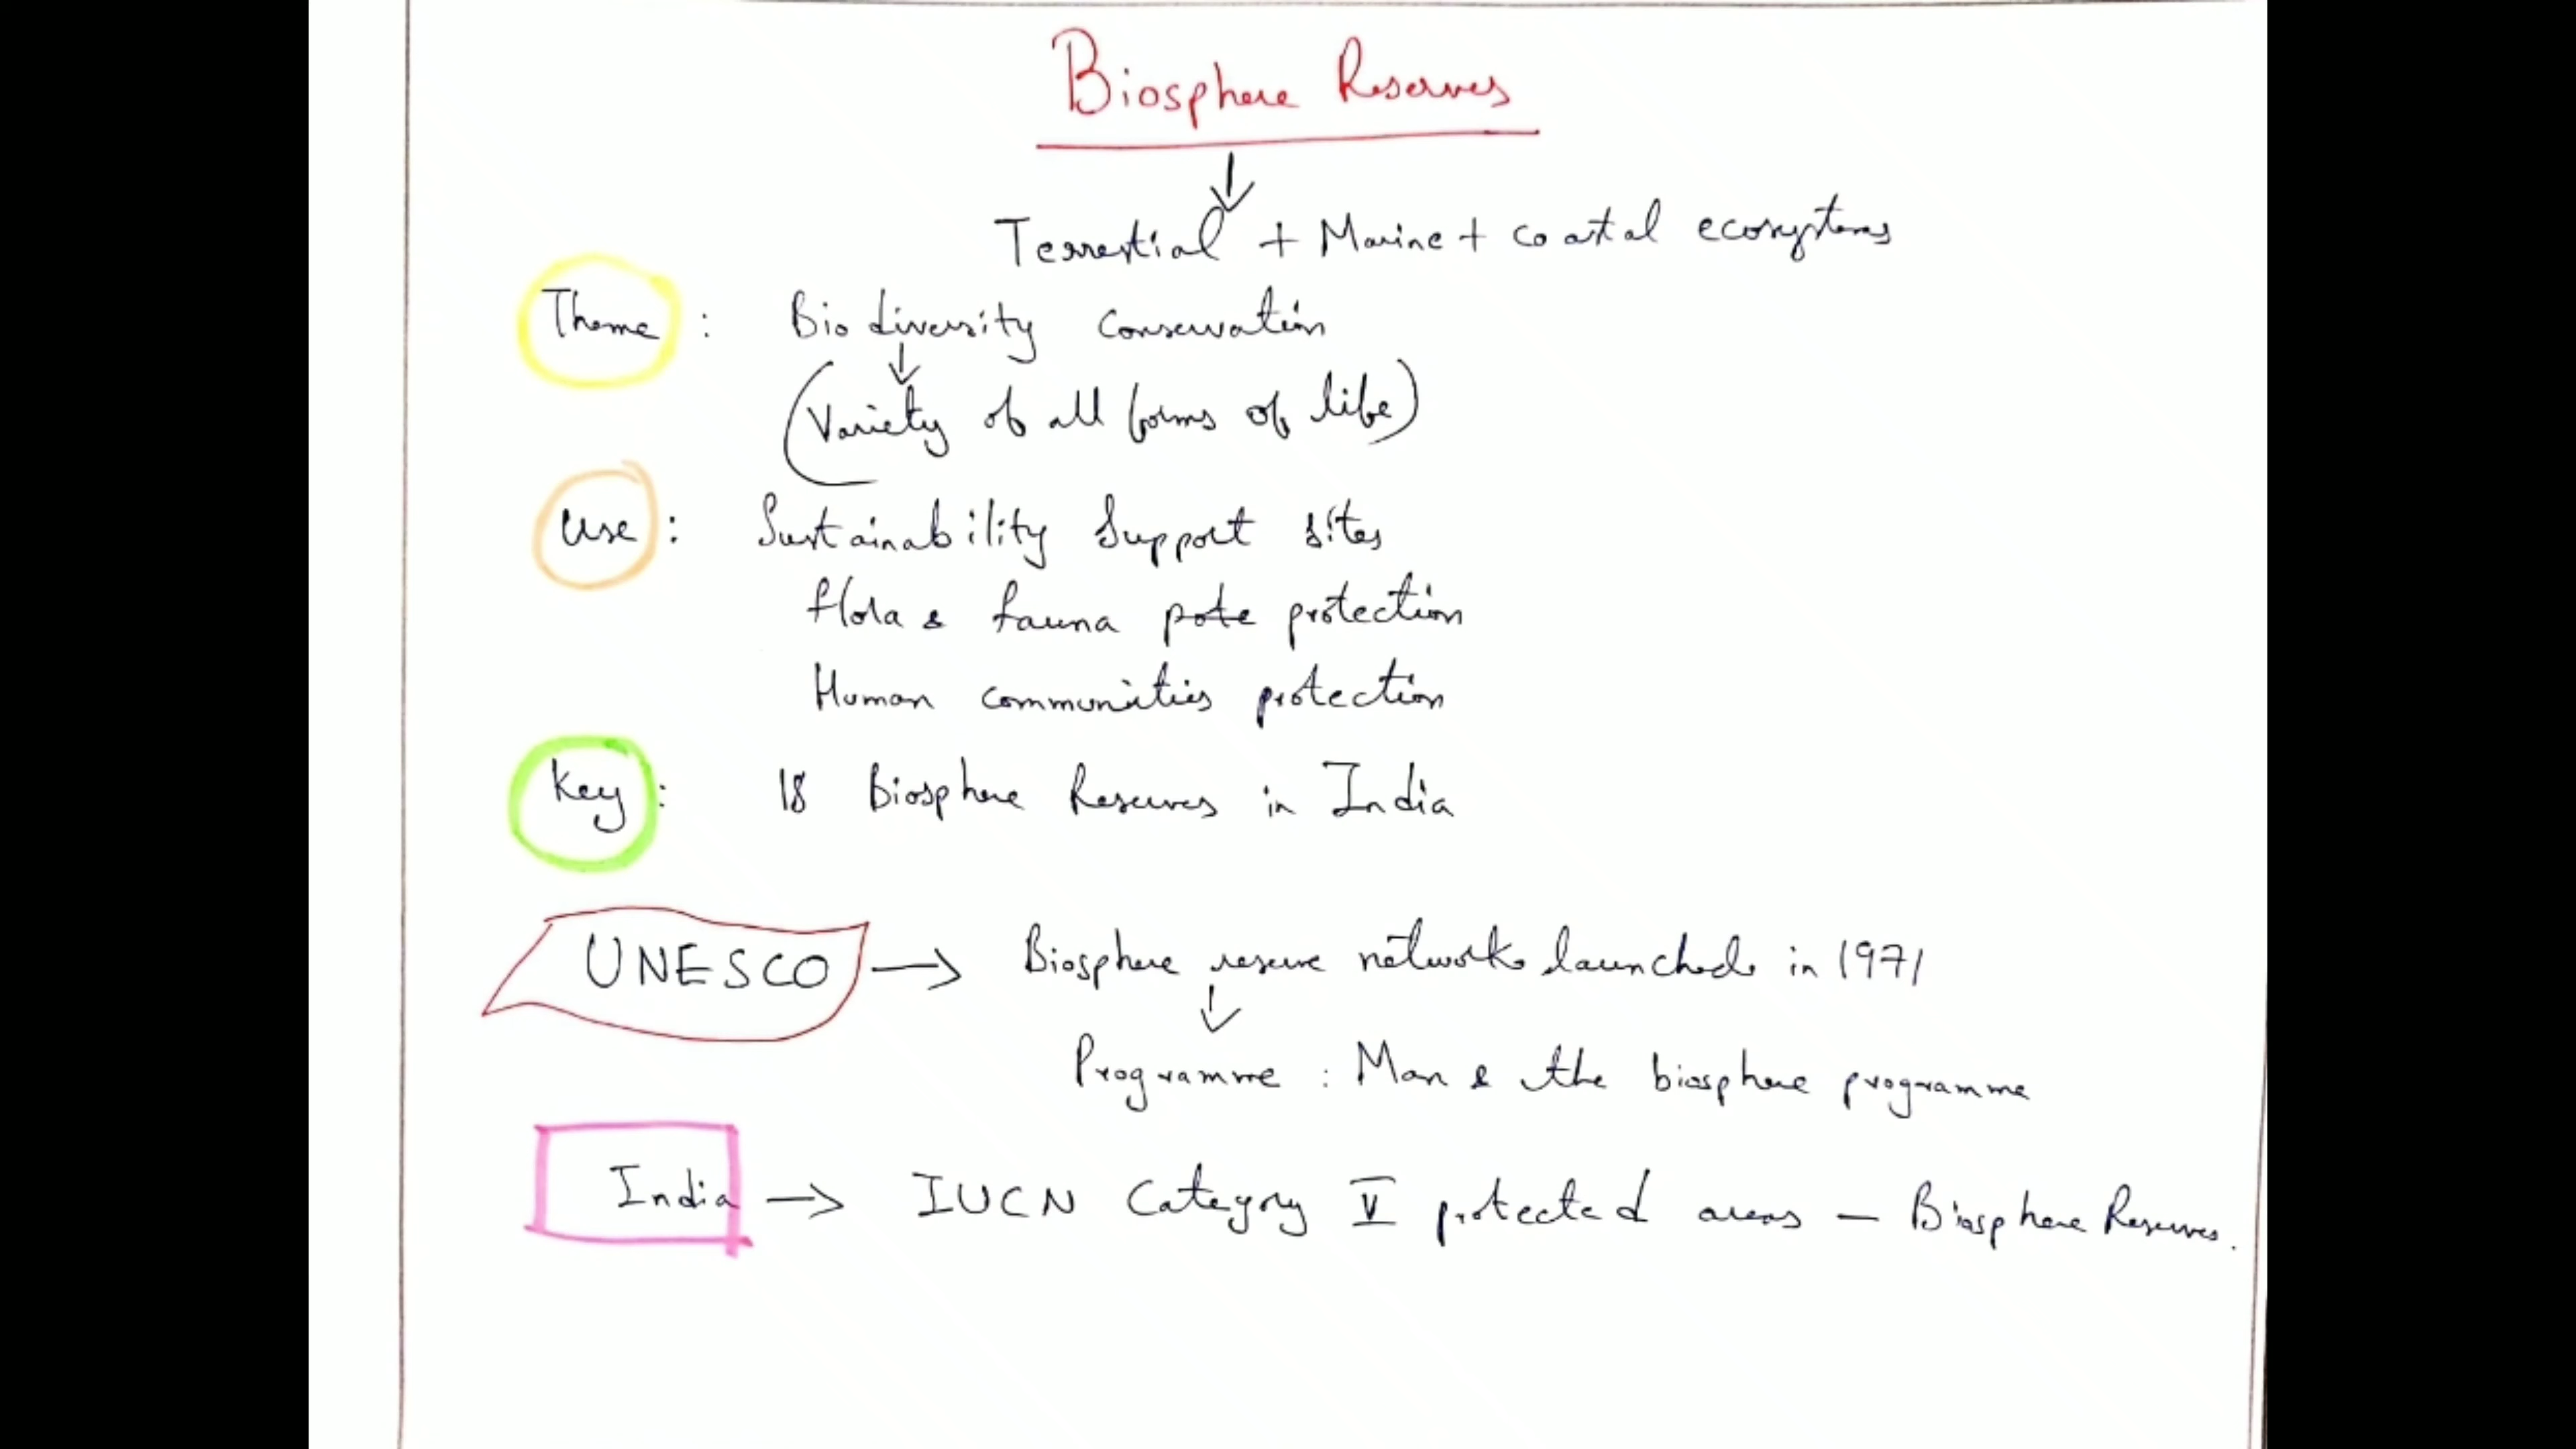 Biosphere Reserves
Terrestial + Marine + coastal ecosystems
Theme : Biodiversity Conservation
(Variety of all forms of life)
Use : Sustainability Support sites
flora & fauna pote protection
Human communities protection
Key : 18 Biosphere Reserves in India
UNESCO → Biosphere reserve network launched in 1971
Programme : Man & the biosphere programme
India → IUCN Category V protected areas - Biosphere Reserves.